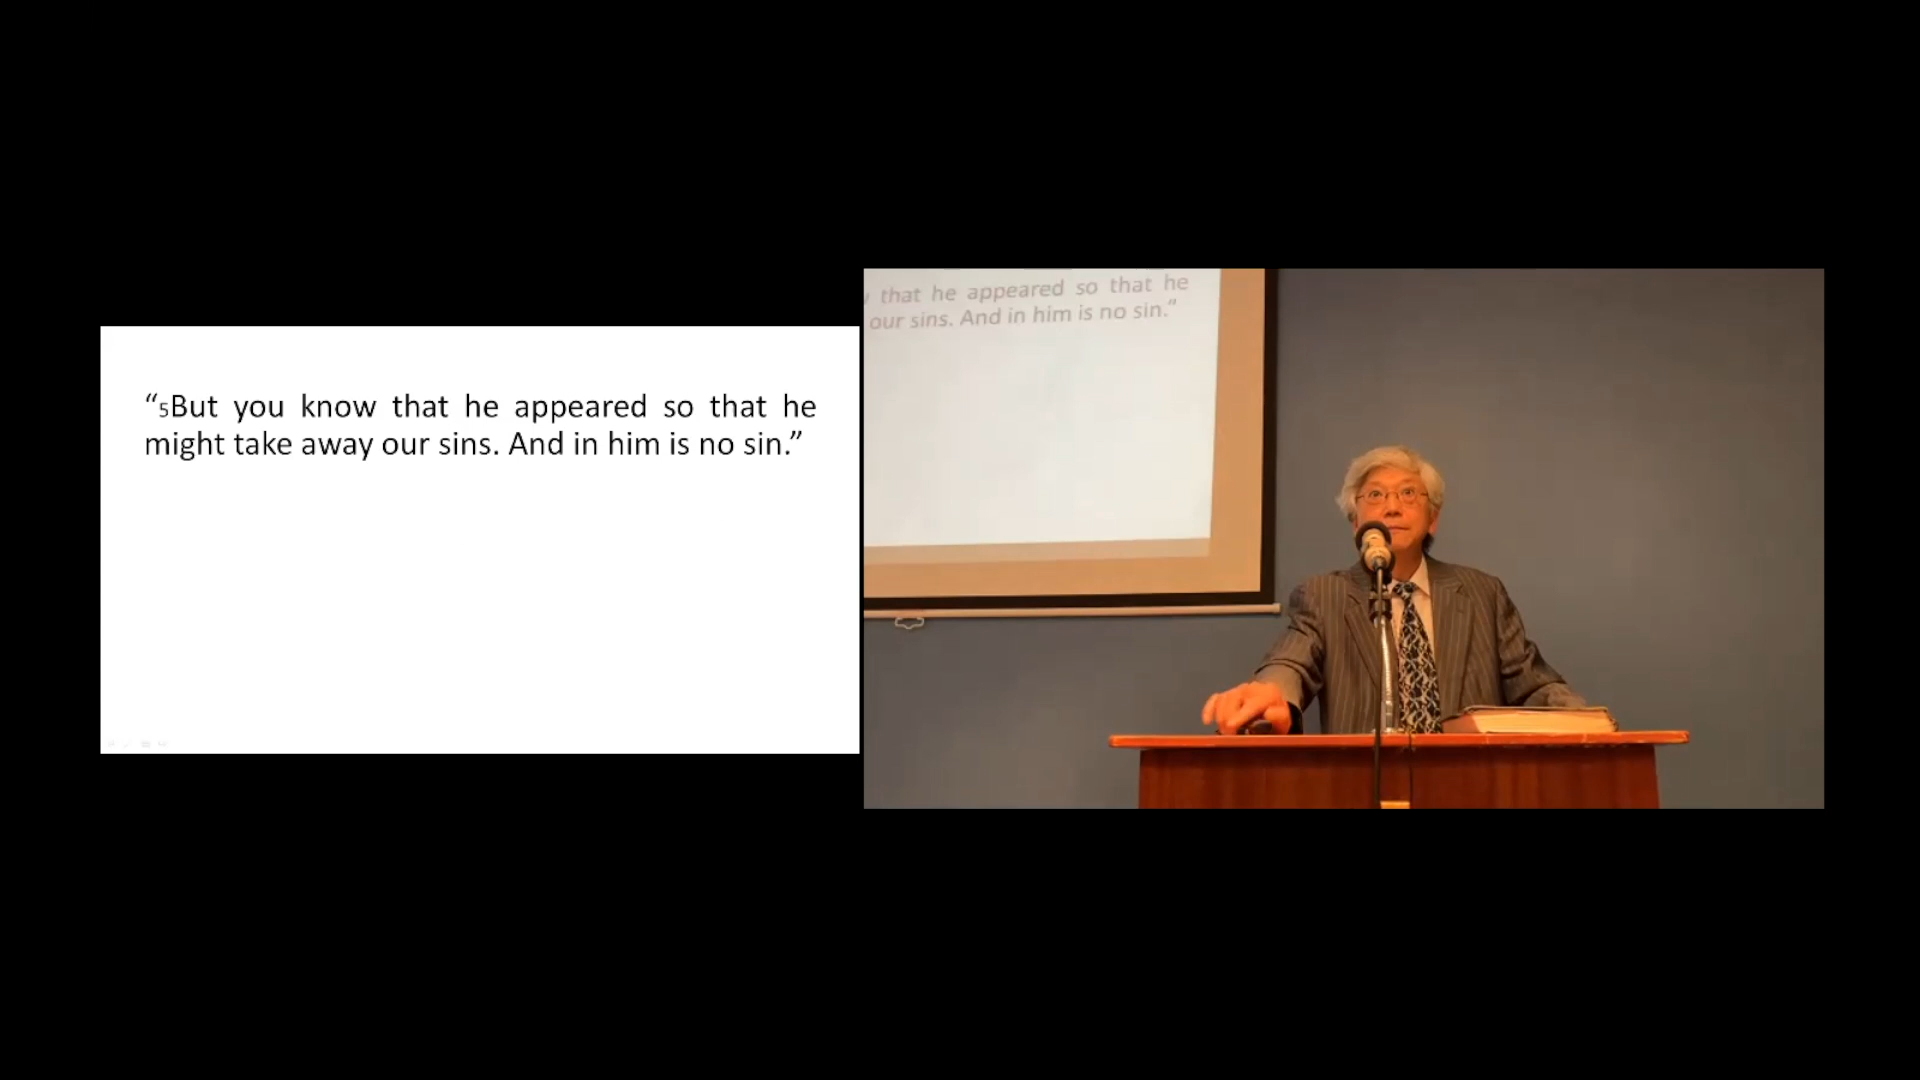 “5But you know that he appeared so that he
might take away our sins. And in him is no sin.”
that he appeared so that he
our sins. And in him is no sin.”